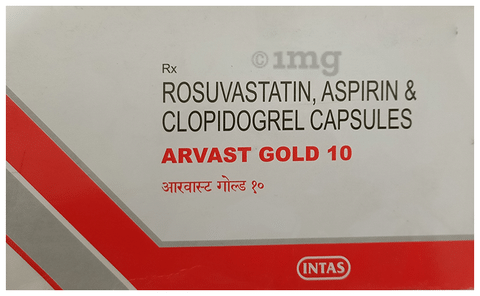 ©1mg
Rx
ROSUVASTATIN, ASPIRIN &
CLOPIDOGREL CAPSULES
ARVAST GOLD 10
आरवास्ट गोल्ड १०
INTAS